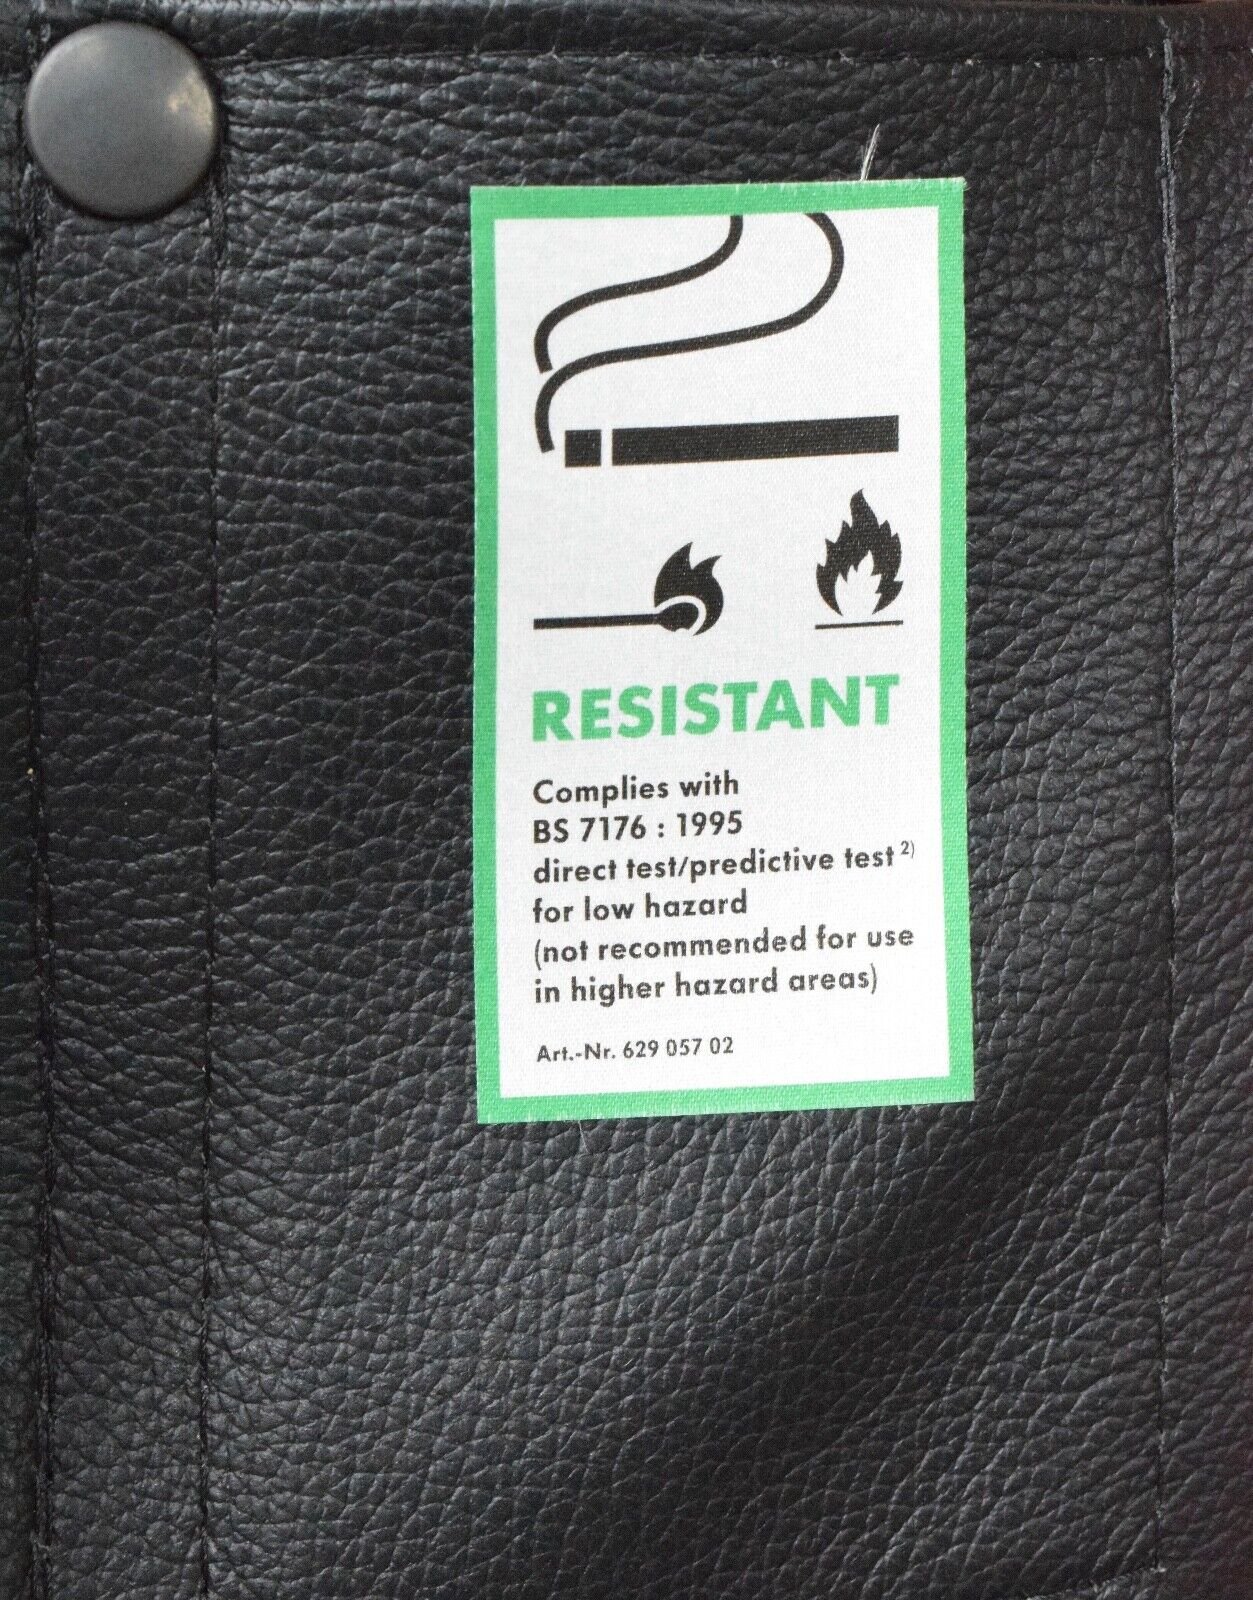 RESISTANT
Complies with
BS 7176 : 1995
direct test/predictive test 2)
for low hazard
(not recommended for use
in higher hazard areas)
Art.-Nr. 629 057 02